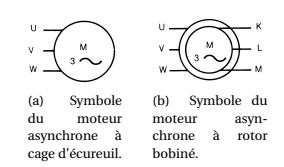 U
V
W
M
3
U
V
W
M
3
K
L
M
(a) Symbole
du moteur
asynchrone à
cage d'écureuil.
(b) Symbole du
moteur asyn-
chrone à rotor
bobiné.